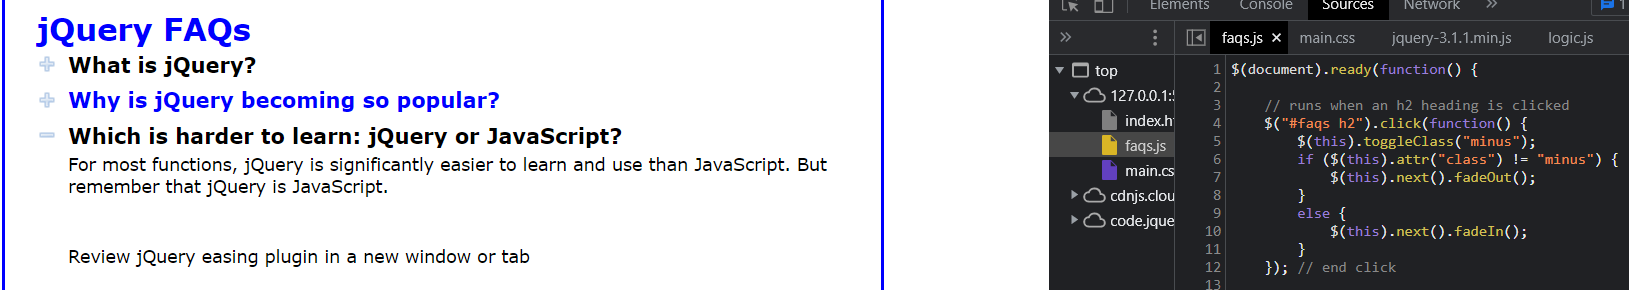 jQuery FAQs
What is jQuery?
Why is jQuery becoming so popular?
Which is harder to learn: jQuery or JavaScript?
For most functions, jQuery is significantly easier to learn and use than JavaScript. But
remember that jQuery is JavaScript.
Review jQuery easing plugin in a new window or tab
Elements Console Sources Network » 1
» faqs.js × main.css jquery-3.1.1.min.js logic.js
top
127.0.0.1:5
index.h
faqs.js
main.cs
cdnjs.clou
code.jque
1 $(document).ready(function() {
2
3 // runs when an h2 heading is clicked
4 $("#faqs h2").click(function() {
5 $(this).toggleClass("minus");
6 if ($(this).attr("class") != "minus") {
7 $(this).next().fadeOut();
8 }
9 else {
10 $(this).next().fadeIn();
11 }
12 }); // end click
13